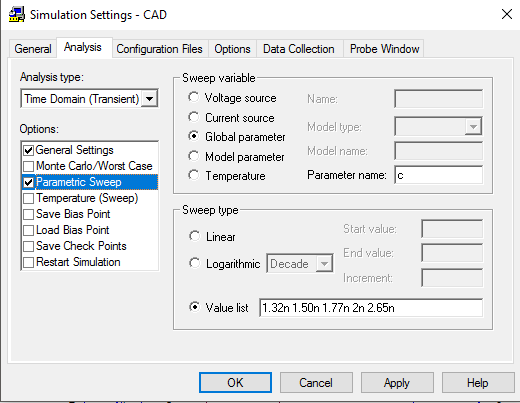 Simulation Settings - CAD
General Analysis Configuration Files Options Data Collection Probe Window
Analysis type:
Time Domain (Transient)
Options:
General Settings
Monte Carlo/Worst Case
Parametric Sweep
Temperature (Sweep)
Save Bias Point
Load Bias Point
Save Check Points
Restart Simulation
Sweep variable
Voltage source Name:
Current source Model type:
Global parameter
Model parameter Model name:
Temperature Parameter name: c
Sweep type
Linear Start value:
Logarithmic Decade End value:
Increment:
Value list 1.32n 1.50n 1.77n 2n 2.65n
OK Cancel Apply Help